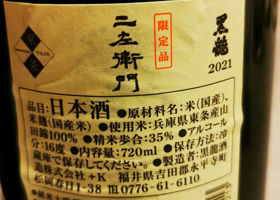 黒龍
2021
二左衛門
限定品
品目:日本酒 ●原材料名:米(国産)、
米麹(国産米) ●使用米:兵庫県東条産山
田錦100% ●精米歩合:35% ●アルコール
分:16度 ●内容量:720ml ●保存方法:冷
蔵庫で保存してください。 ●製造者:黒龍酒
造株式会社 +K 福井県吉田郡永平寺町
松岡春日1-38 TEL 0776-61-6110